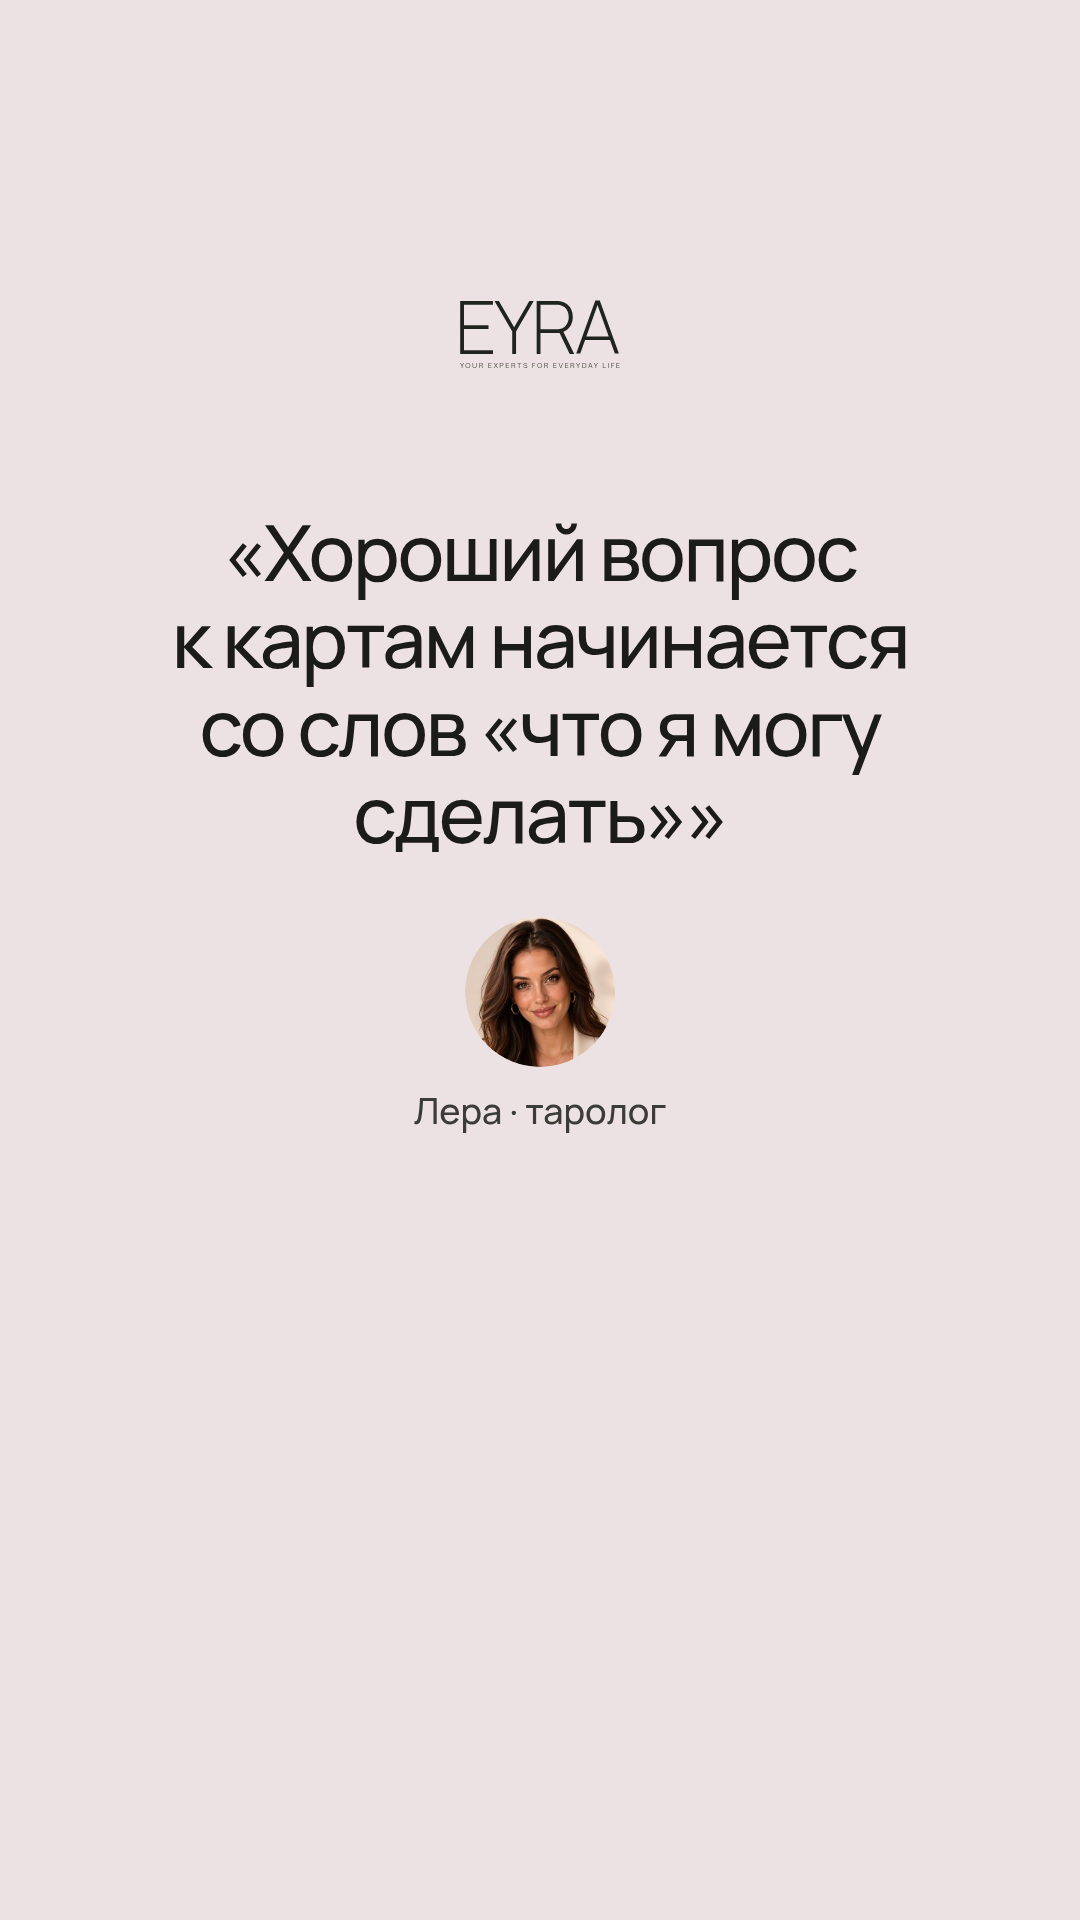 EYRA
YOUR EXPERTS FOR EVERYDAY LIFE
«Хороший вопрос
к картам начинается
со слов «что я могу
сделать»»
Лера · таролог